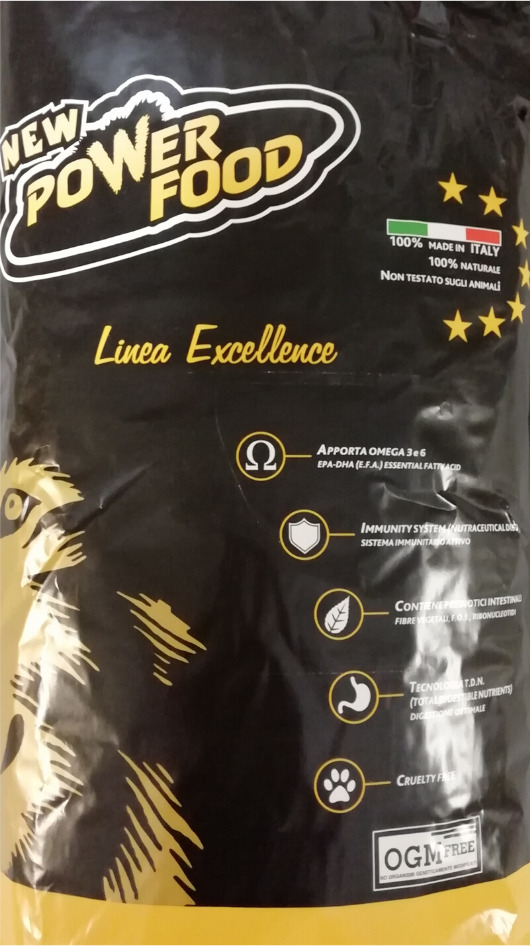 NEW
POWER
FOOD
100% MADE IN ITALY
100% NATURALE
NON TESTATO SUGLI ANIMALI
Linea Excellence
Ω APPORTA OMEGA 3 e 6
EPA-DHA (E.F.A.) ESSENTIAL FATTY ACID
IMMUNITY SYSTEM (NUTRACEUTICAL
SISTEMA IMMUNITARIO ATTIVO
CONTIENE PREBIOTICI INTESTINALI
FIBRE VEGETALI, F.O.S., RIBONUCLEOTIDI
TECNOLOGIA T.D.N.
(TOTAL DIGESTIBLE NUTRIENTS)
DIGESTIONE OTTIMALE
CRUELTY FREE
OGM FREE
NO ORGANISMI GENETICAMENTE MODIFICATI